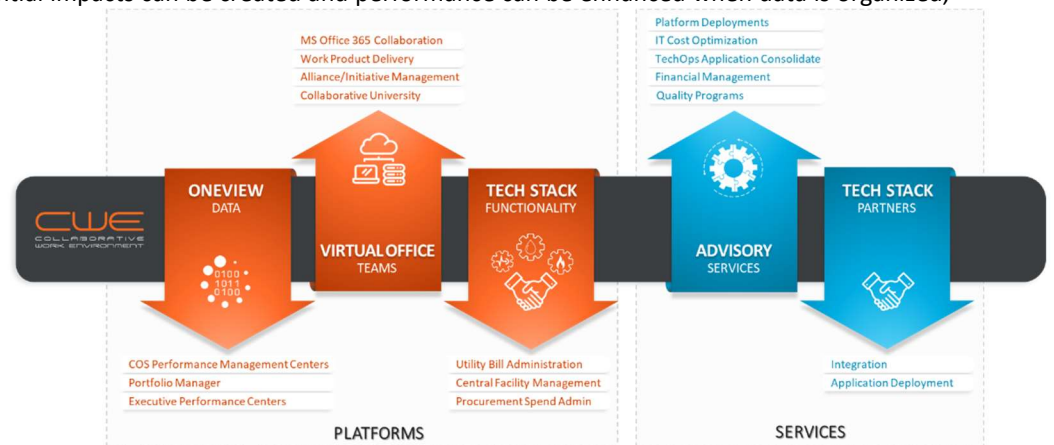 ntial impacts can be created and performance can be enhanced when data is organized,
MS Office 365 Collaboration
Work Product Delivery
Alliance/Initiative Management
Collaborative University
Platform Deployments
IT Cost Optimization
TechOps Application Consolidate
Financial Management
Quality Programs
CWE
COLLABORATIVE
WORK ENVIRONMENT
ONEVIEW
DATA
0100
1011
0100
VIRTUAL OFFICE
TEAMS
TECH STACK
FUNCTIONALITY
ADVISORY
SERVICES
TECH STACK
PARTNERS
COS Performance Management Centers
Portfolio Manager
Executive Performance Centers
Utility Bill Administration
Central Facility Management
Procurement Spend Admin
Integration
Application Deployment
PLATFORMS
SERVICES